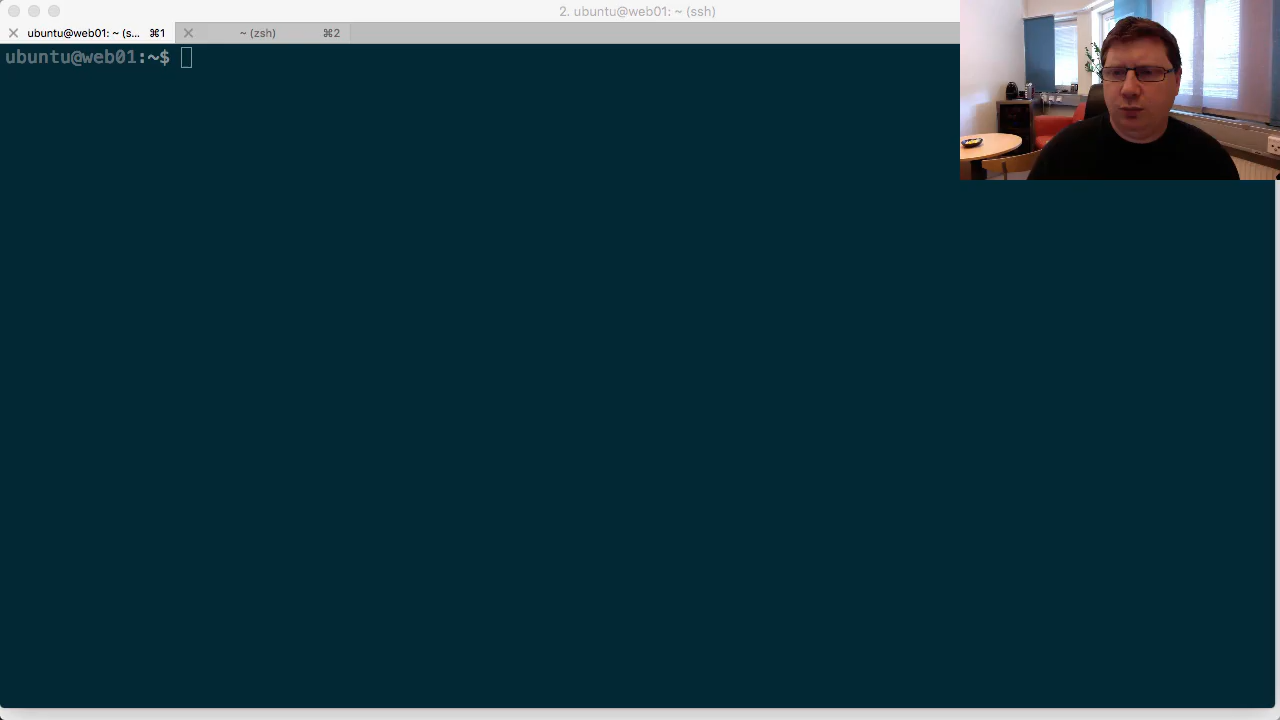 2. ubuntu@web01: ~ (ssh)
ubuntu@web01: ~ (s... ⌘1
~ (zsh) ⌘2
ubuntu@web01:~$